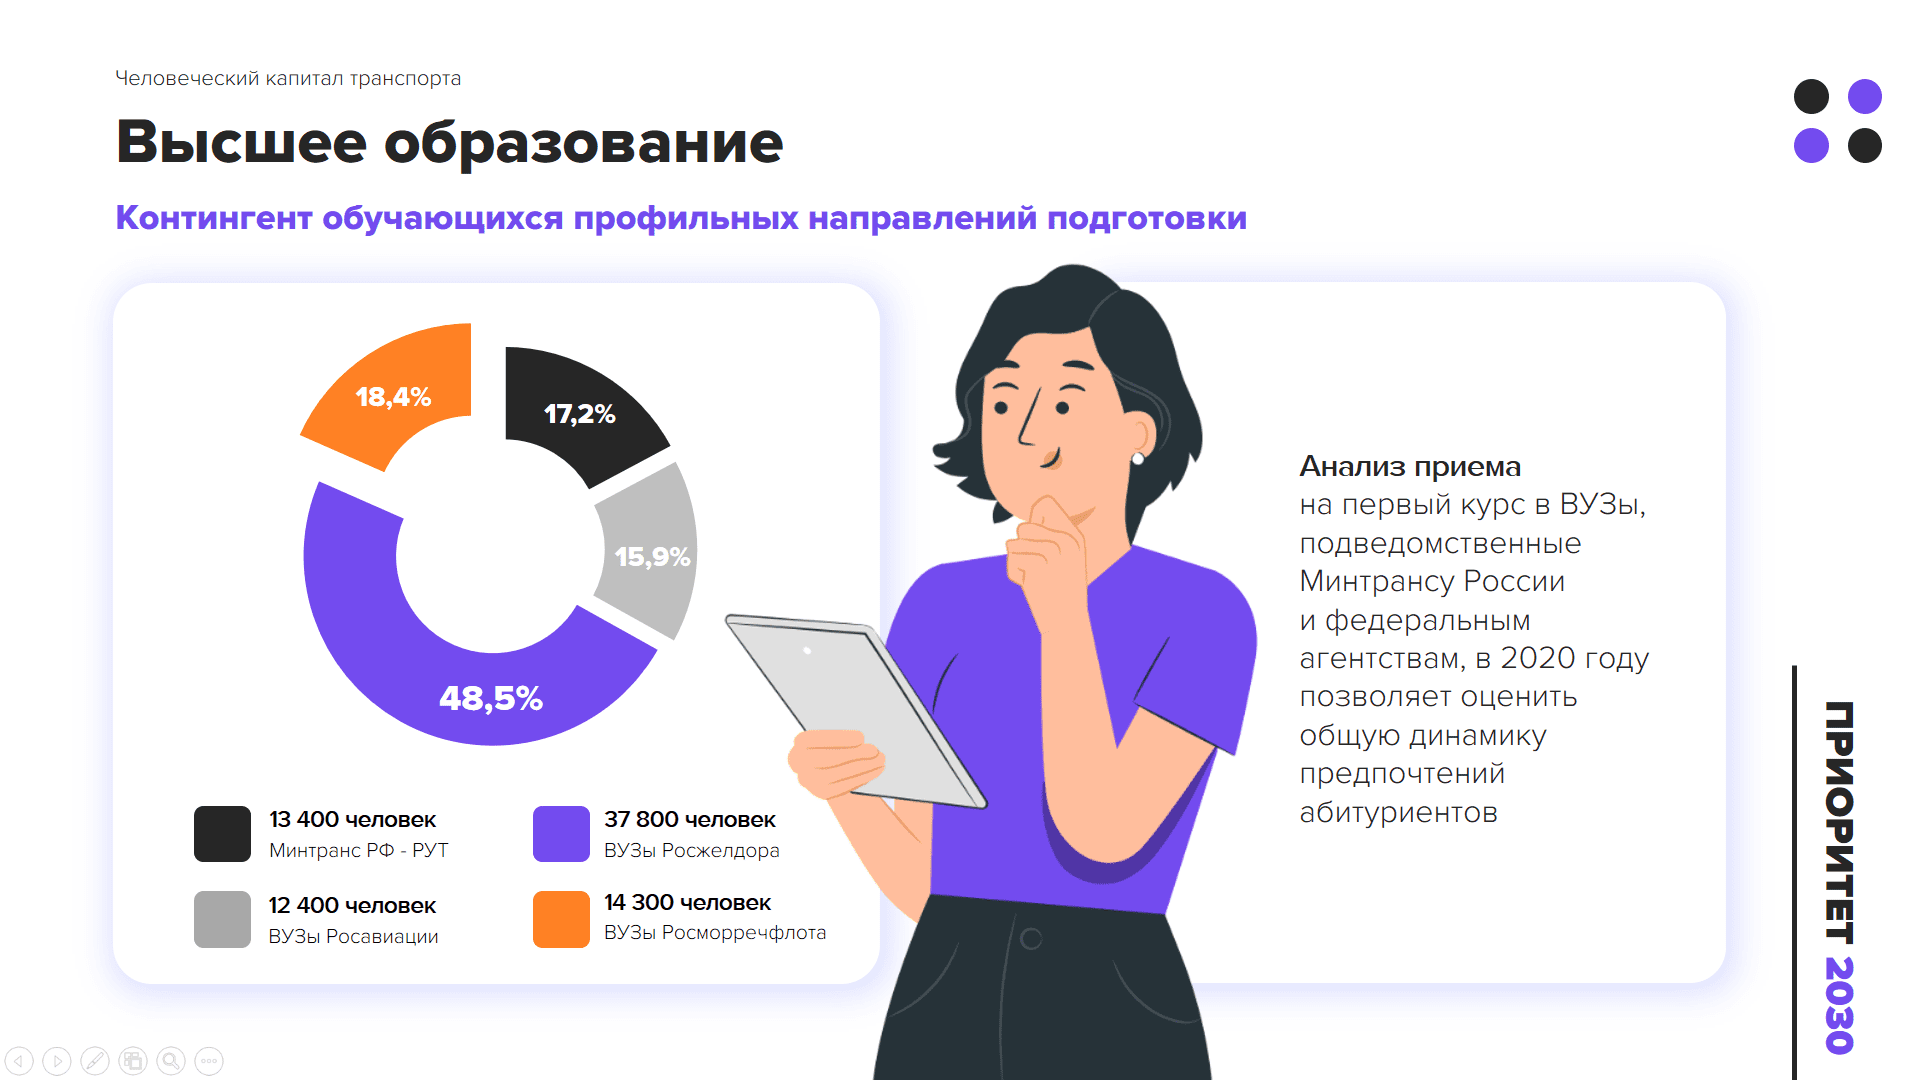 Человеческий капитал транспорта
Высшее образование
Контингент обучающихся профильных направлений подготовки
18,4%
17,2%
15,9%
48,5%
13 400 человек
Минтранс РФ - РУТ
37 800 человек
ВУЗы Росжелдора
12 400 человек
ВУЗы Росавиации
14 300 человек
ВУЗы Росморречфлота
Анализ приема
на первый курс в ВУЗы,
подведомственные
Минтрансу России
и федеральным
агентствам, в 2020 году
позволяет оценить
общую динамику
предпочтений
абитуриентов
ПРИОРИТЕТ 2030